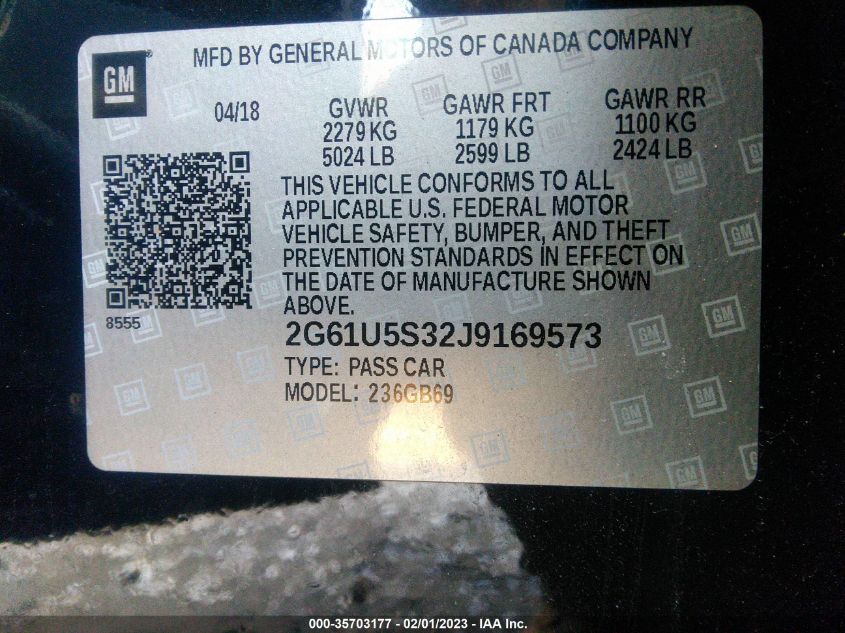 MFD BY GENERAL MOTORS OF CANADA COMPANY
GM
04/18 GVWR GAWR FRT GAWR RR
2279 KG 1179 KG 1100 KG
5024 LB 2599 LB 2424 LB
THIS VEHICLE CONFORMS TO ALL
APPLICABLE U.S. FEDERAL MOTOR
VEHICLE SAFETY, BUMPER, AND THEFT
PREVENTION STANDARDS IN EFFECT ON
THE DATE OF MANUFACTURE SHOWN
ABOVE.
8555
2G61U5S32J9169573
TYPE: PASS CAR
MODEL: 236GB69
000-35703177 - 02/01/2023 - IAA Inc.